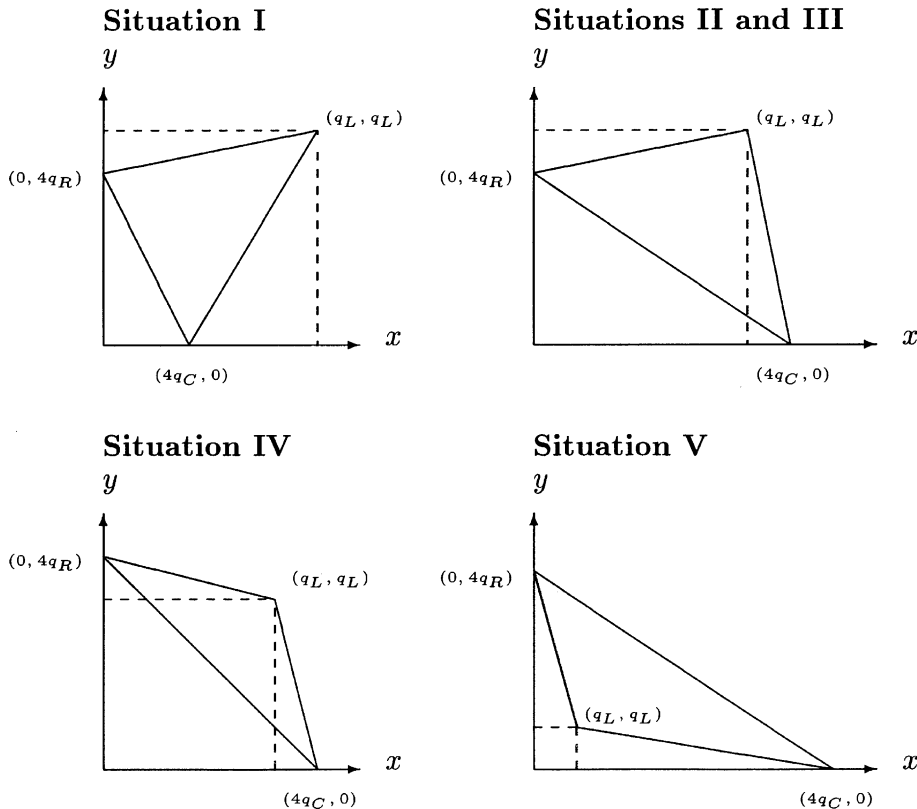 Situation I
y
(q_L, q_L)
(0, 4q_R)
x
(4q_C, 0)
Situations II and III
y
(q_L, q_L)
(0, 4q_R)
x
(4q_C, 0)
Situation IV
y
(0, 4q_R)
(q_L, q_L)
x
(4q_C, 0)
Situation V
y
(0, 4q_R)
(q_L, q_L)
x
(4q_C, 0)